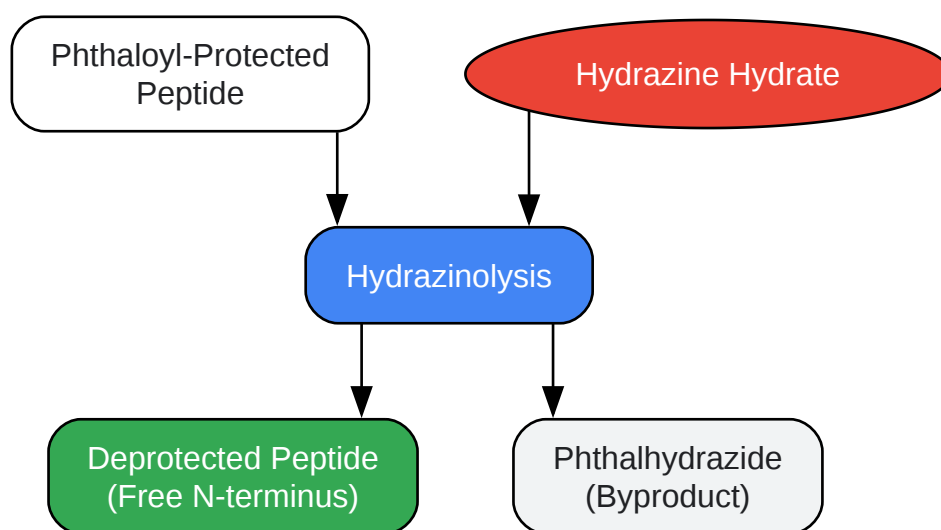 Phthaloyl-Protected
Peptide
Hydrazine Hydrate
Hydrazinolysis
Deprotected Peptide
(Free N-terminus)
Phthalhydrazide
(Byproduct)